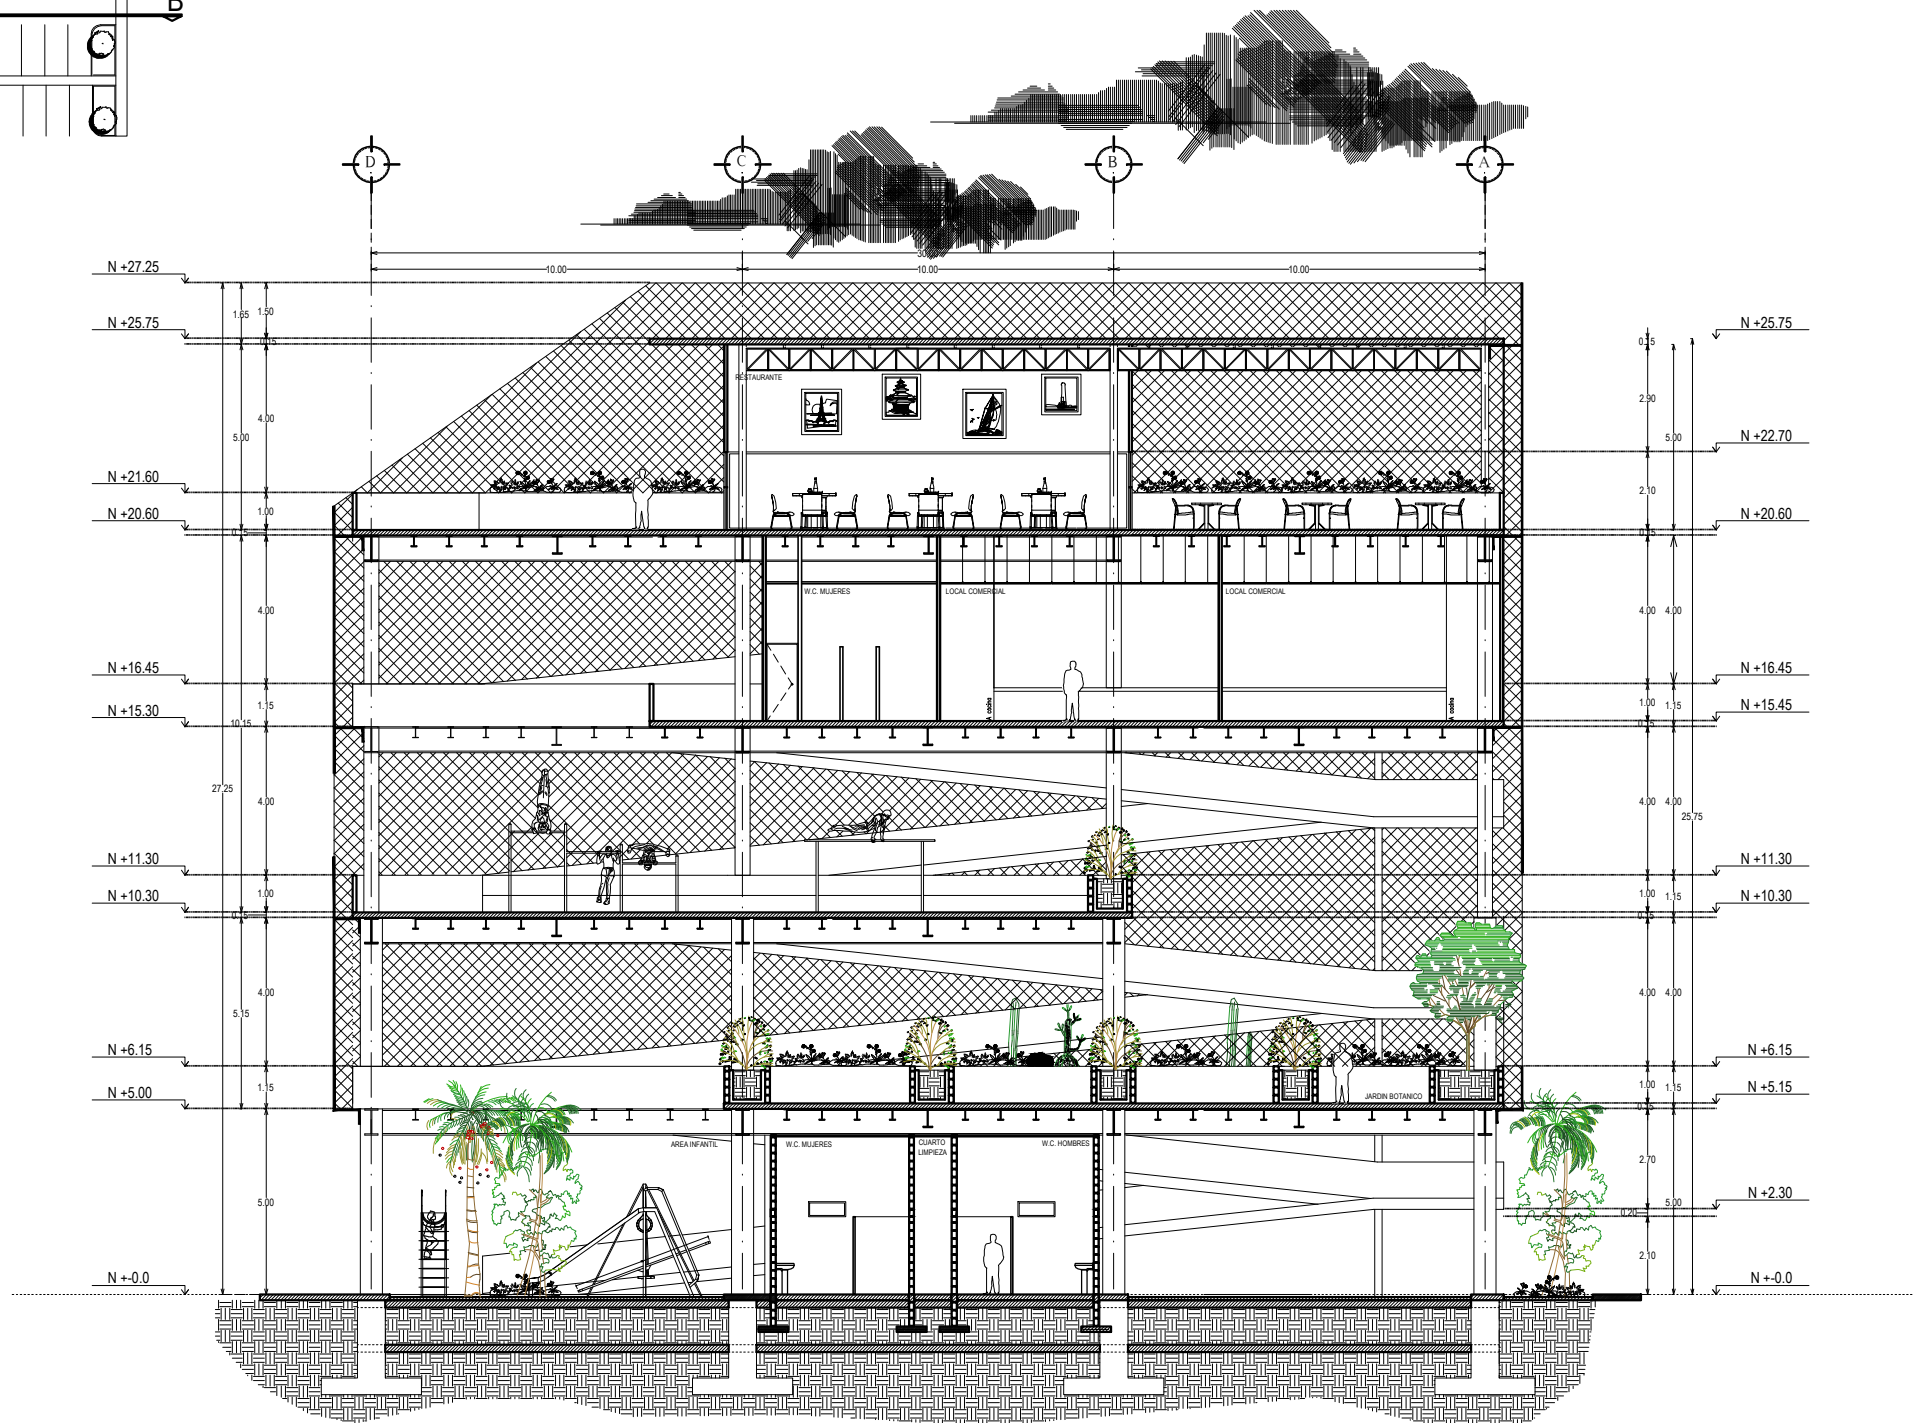 B
D
C
B
A
10.00
10.00
10.00
N +27.25
N +25.75
N +21.60
N +20.60
N +16.45
N +15.30
N +11.30
N +10.30
N +6.15
N +5.00
N +-0.0
27.25
1.65
5.00
10.15
5.15
1.50
4.00
1.00
4.00
1.15
4.00
1.00
4.00
1.15
5.00
RESTAURANTE
W.C. MUJERES
LOCAL COMERCIAL
LOCAL COMERCIAL
A cocina
A cocina
JARDIN BOTANICO
AREA INFANTIL
W.C. MUJERES
CUARTO
LIMPIEZA
W.C. HOMBRES
0.15
2.90
2.10
4.00
1.00
4.00
1.00
4.00
1.00
2.70
0.20
2.10
5.00
4.00
1.15
4.00
1.15
4.00
1.15
5.00
25.75
N +25.75
N +22.70
N +20.60
N +16.45
N +15.45
N +11.30
N +10.30
N +6.15
N +5.15
N +2.30
N +-0.0